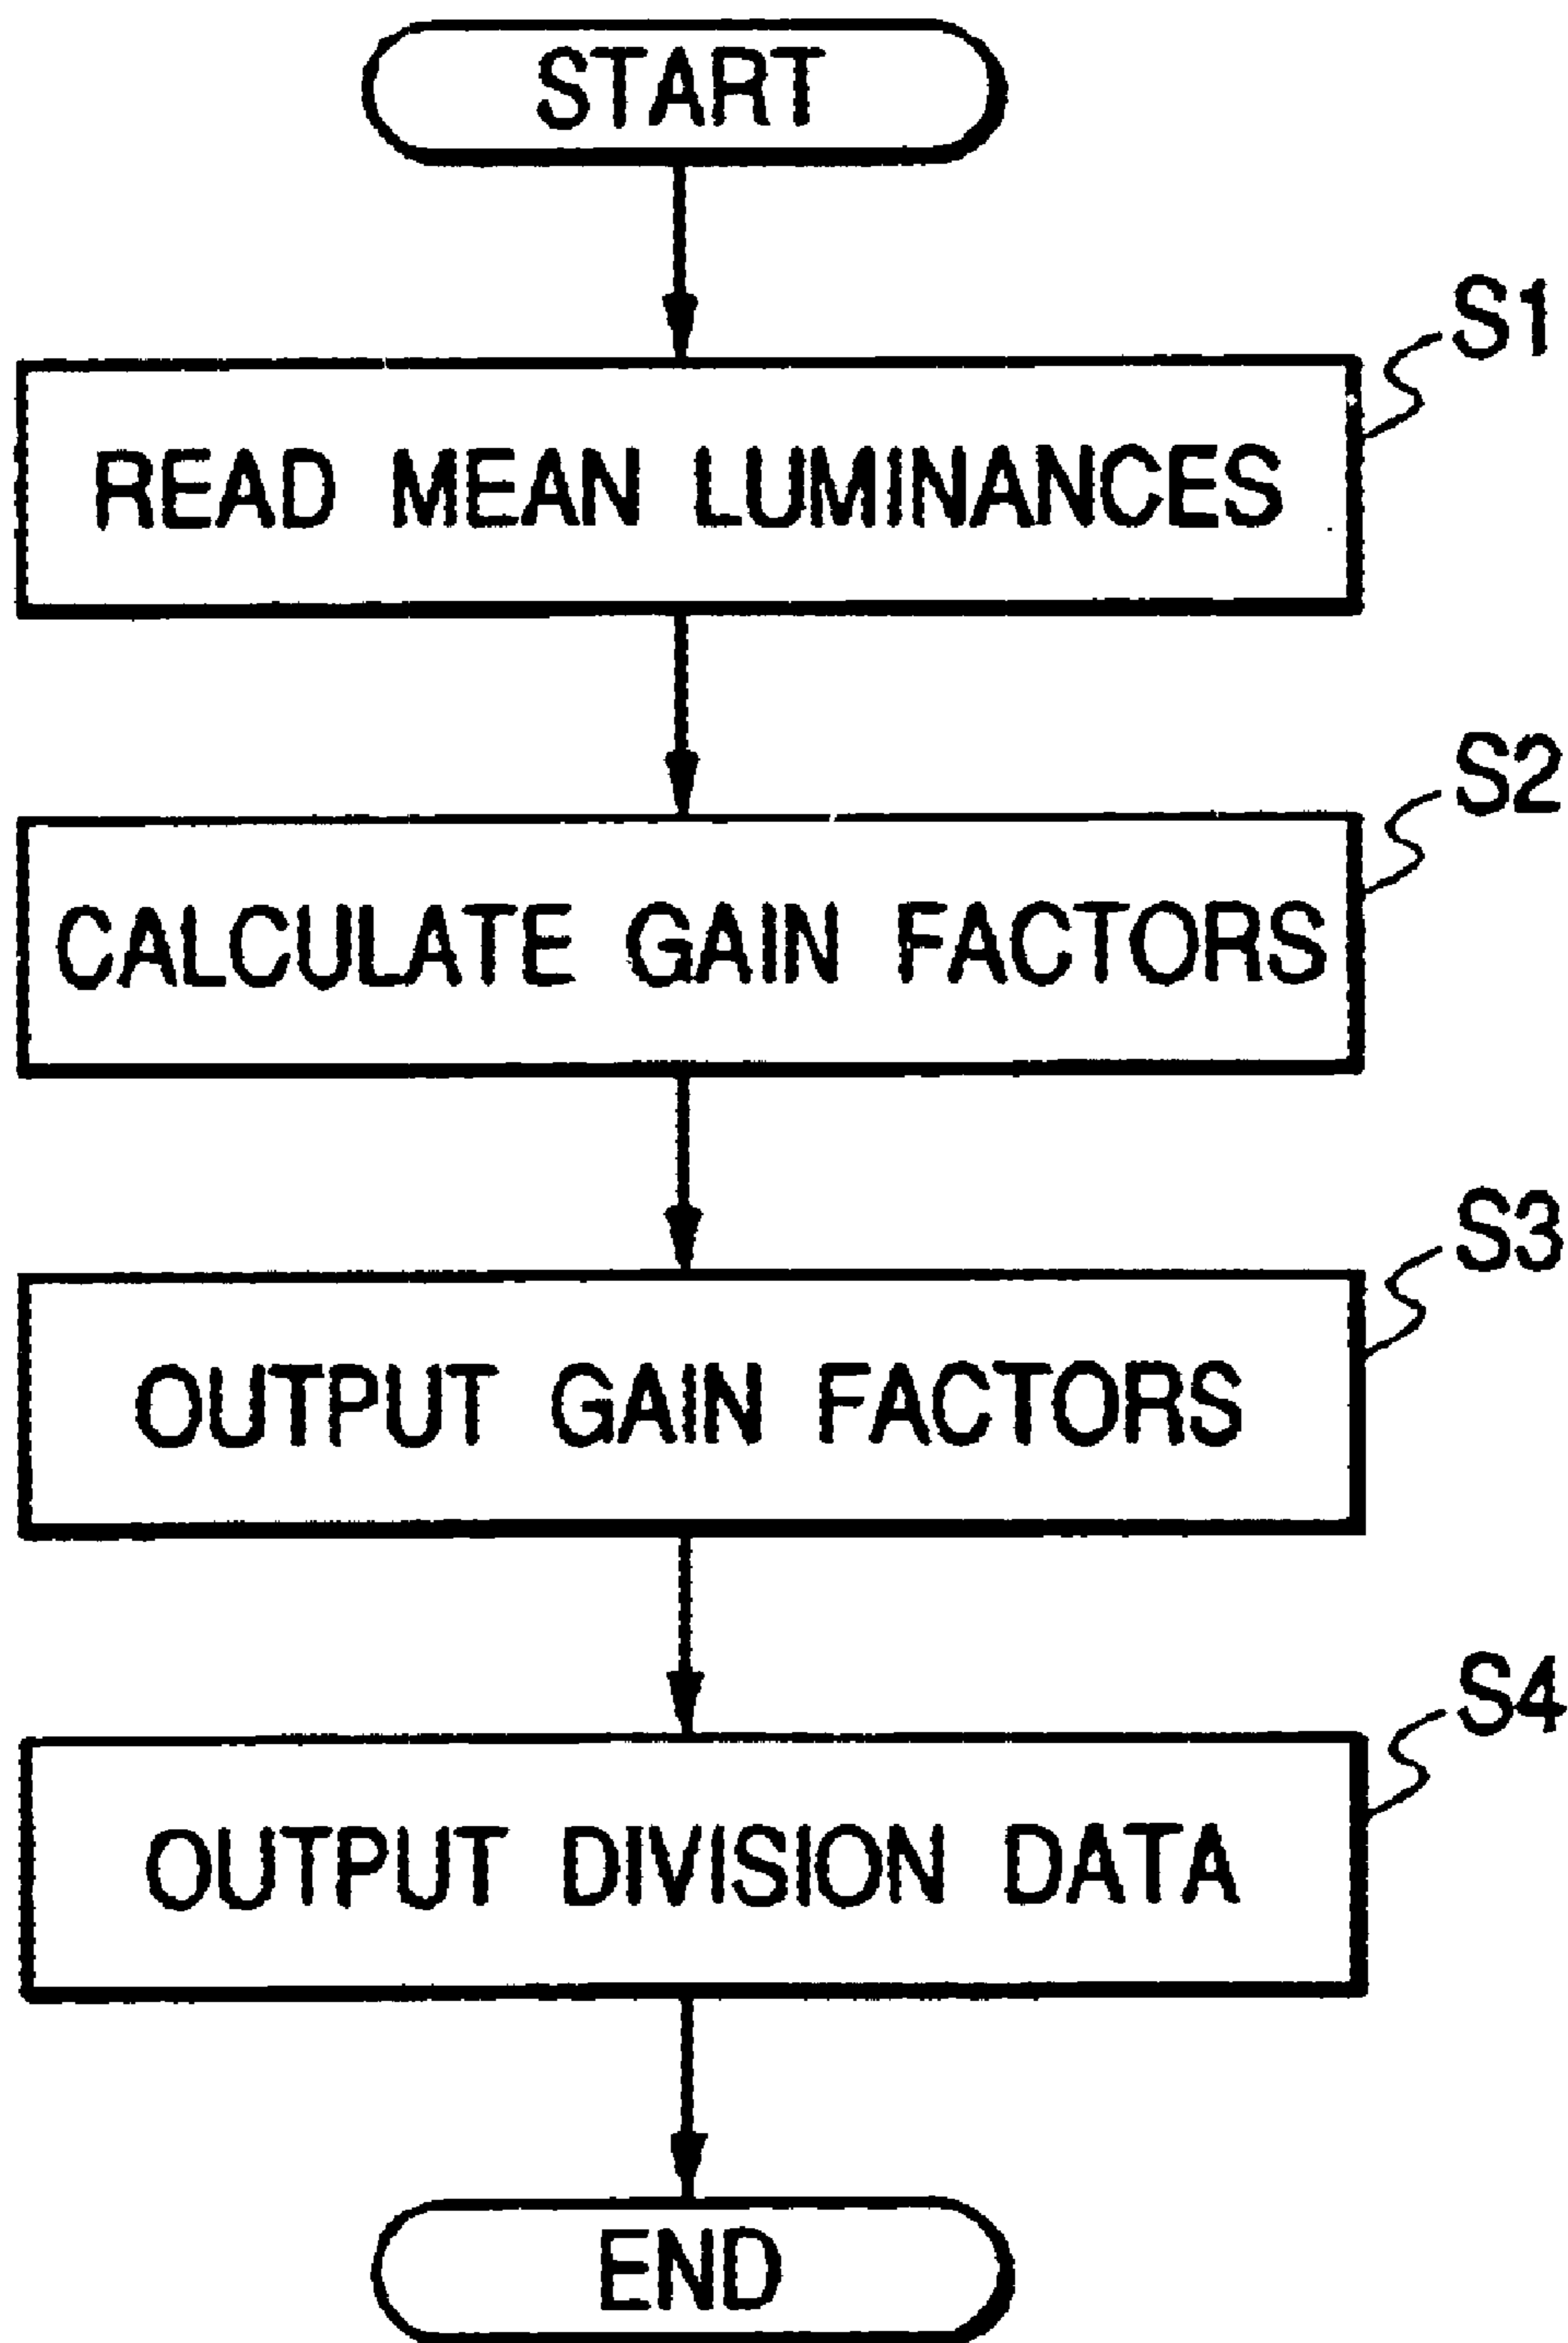 START
S1
READ MEAN LUMINANCES
S2
CALCULATE GAIN FACTORS
S3
OUTPUT GAIN FACTORS
S4
OUTPUT DIVISION DATA
END